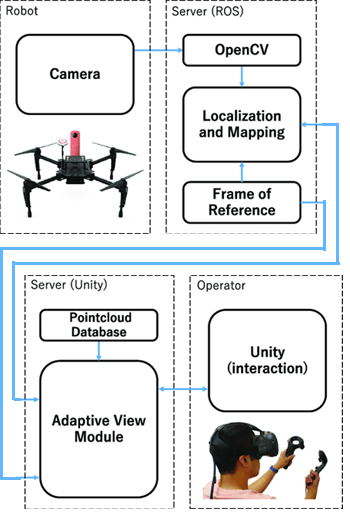 Robot
Camera
Server (ROS)
OpenCV
Localization
and Mapping
Frame of
Reference
Server (Unity)
Pointcloud
Database
Adaptive View
Module
Operator
Unity
(interaction)